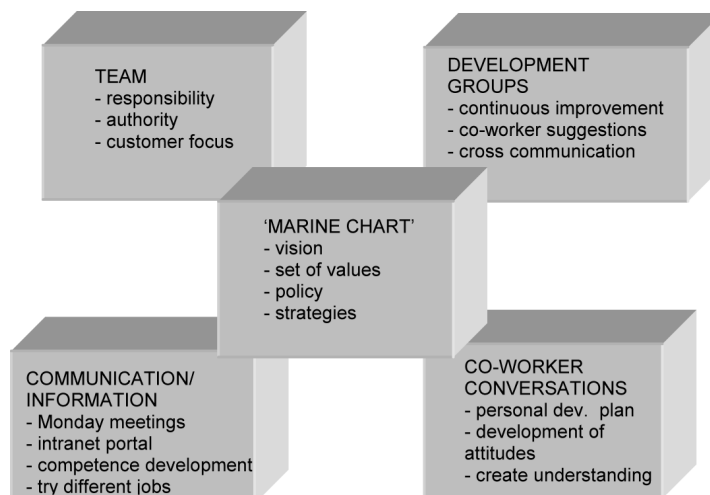 TEAM
- responsibility
- authority
- customer focus
DEVELOPMENT
GROUPS
- continuous improvement
- co-worker suggestions
- cross communication
‘MARINE CHART’
- vision
- set of values
- policy
- strategies
COMMUNICATION/
INFORMATION
- Monday meetings
- intranet portal
- competence development
- try different jobs
CO-WORKER
CONVERSATIONS
- personal dev.  plan
- development of
attitudes
- create understanding